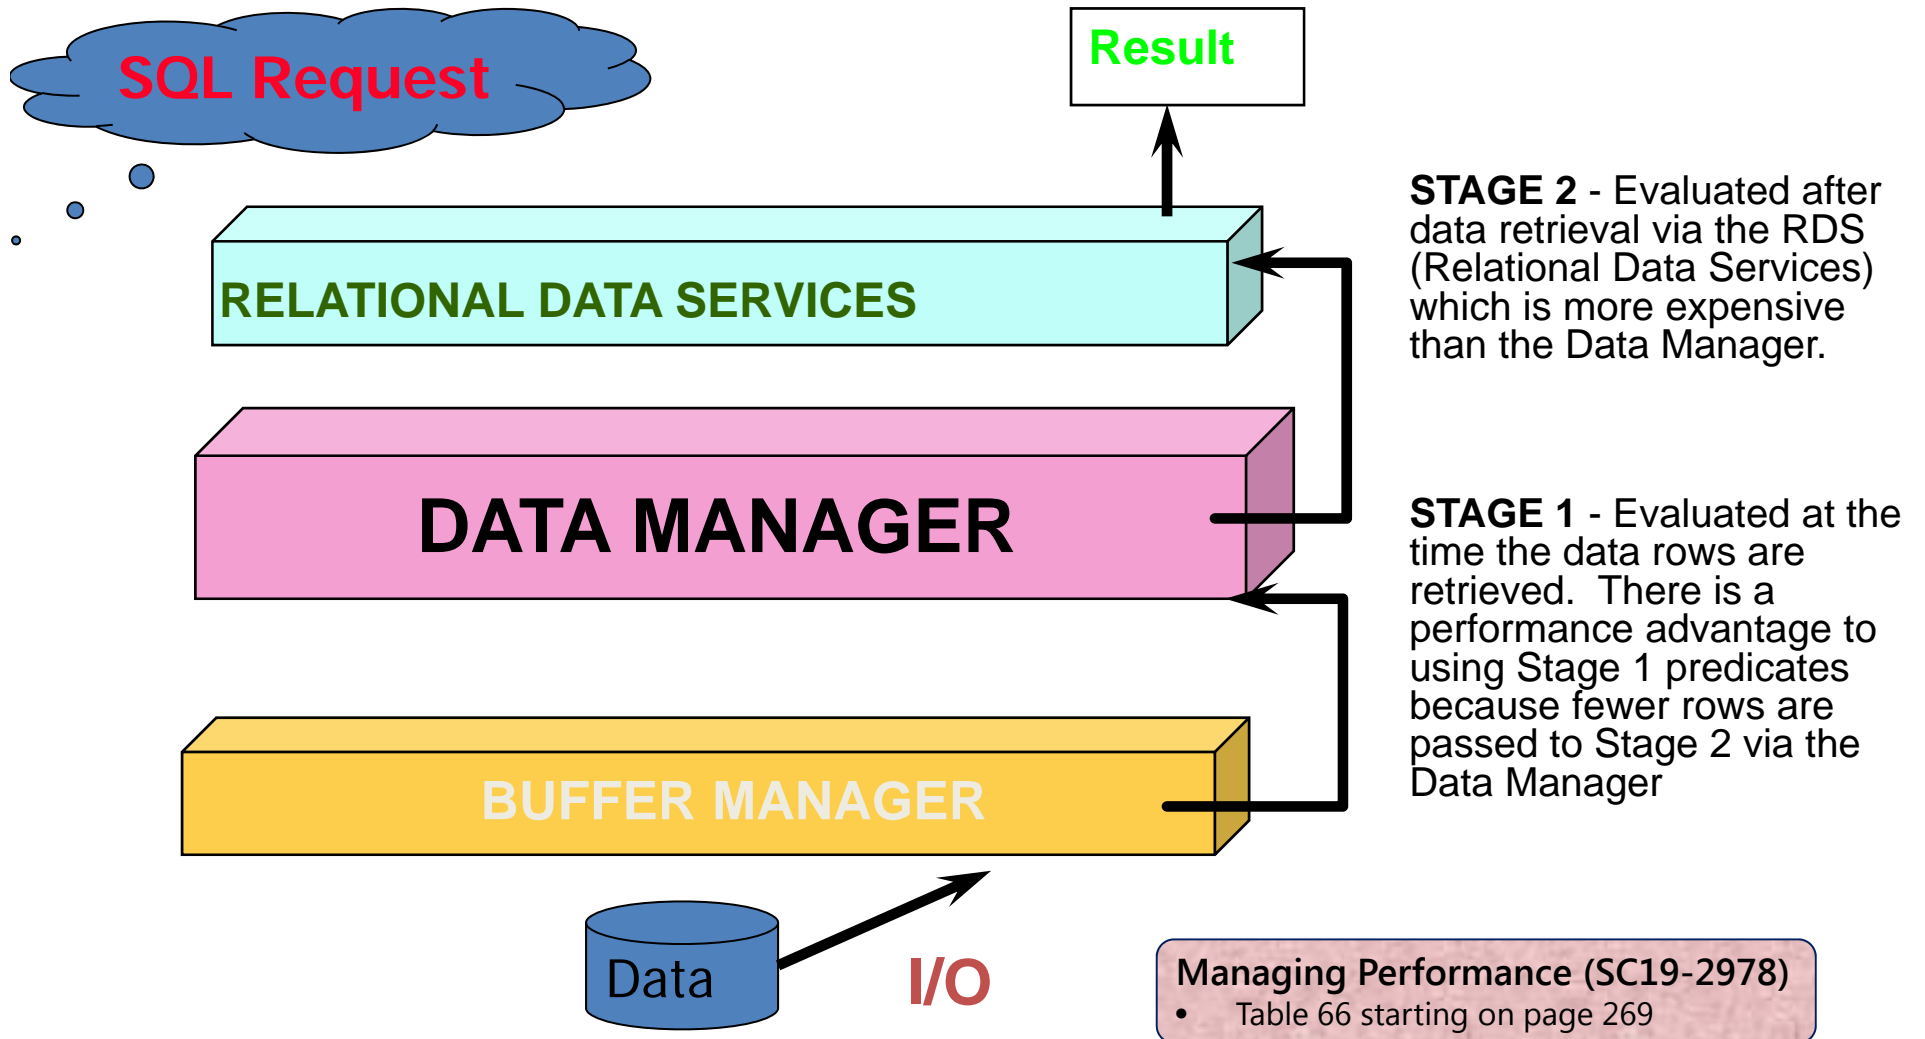 SQL Request
Result
STAGE 2 - Evaluated after
data retrieval via the RDS
(Relational Data Services)
which is more expensive
than the Data Manager.
RELATIONAL DATA SERVICES
DATA MANAGER
STAGE 1 - Evaluated at the
time the data rows are
retrieved.  There is a
performance advantage to
using Stage 1 predicates
because fewer rows are
passed to Stage 2 via the
Data Manager
BUFFER MANAGER
Data
I/O
Managing Performance (SC19-2978)
• Table 66 starting on page 269